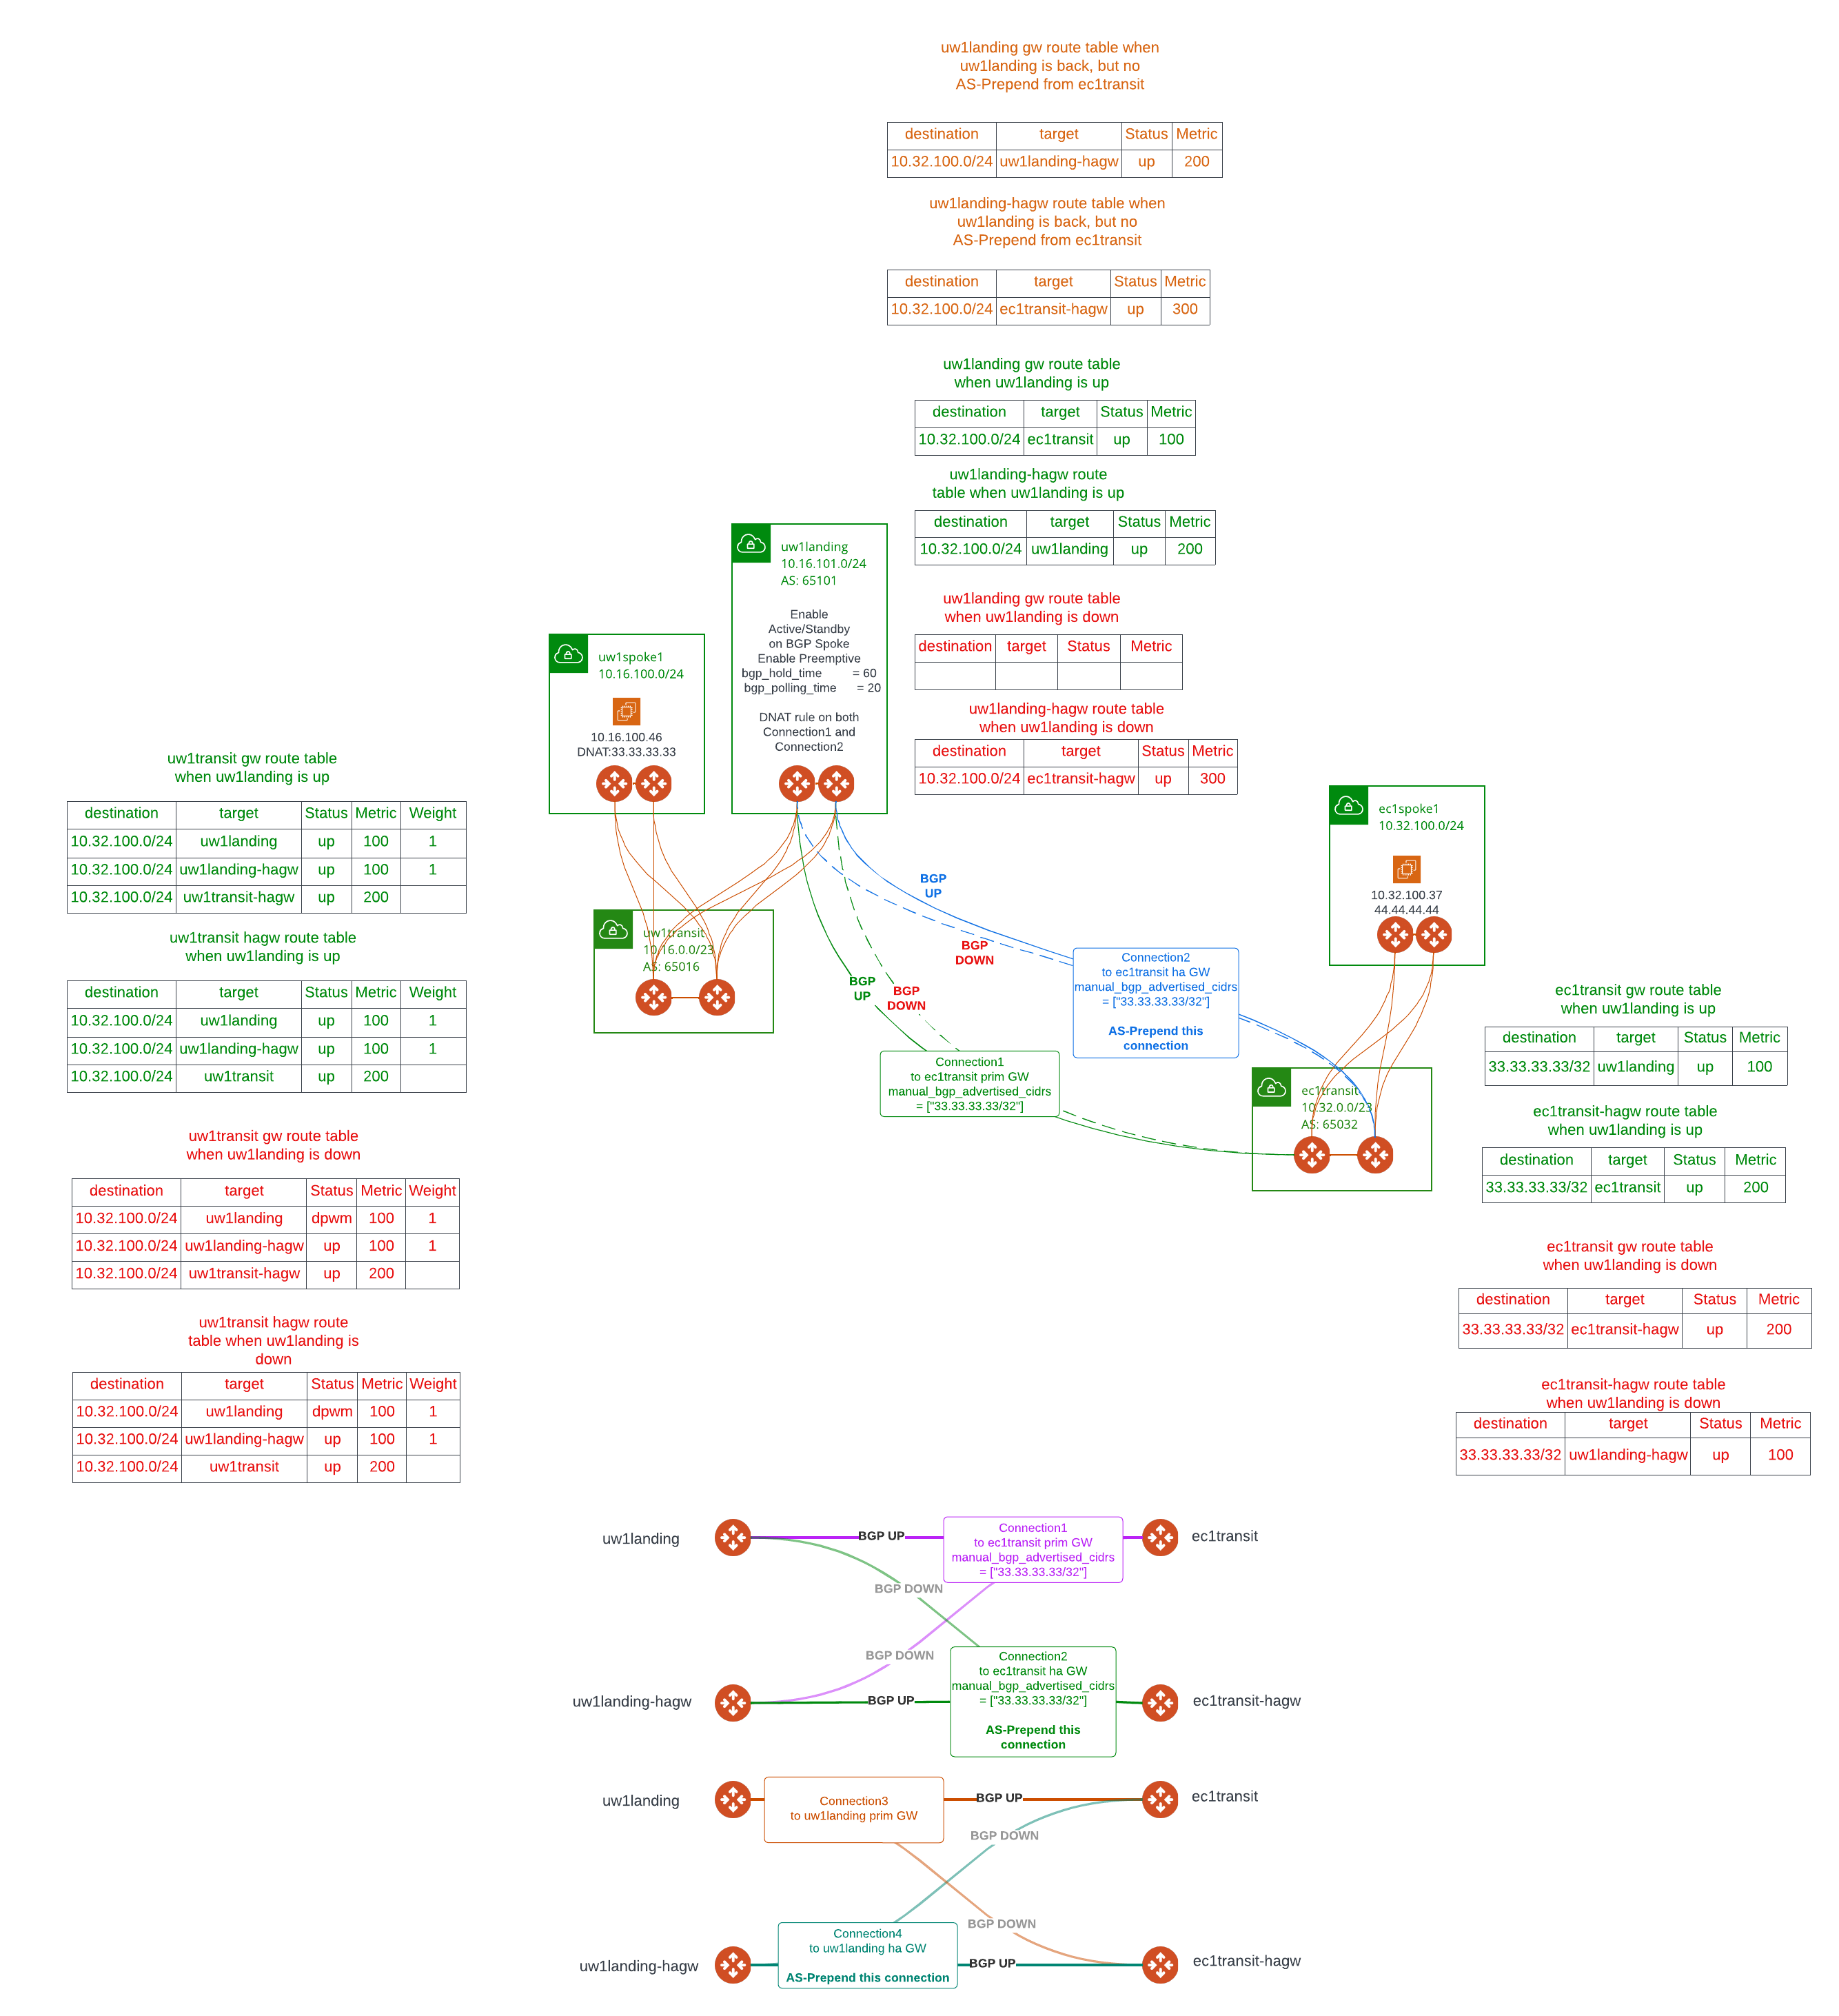 uw1landing gw route table when
uw1landing is back, but no
AS-Prepend from ec1transit
destination target Status Metric
10.32.100.0/24 uw1landing-hagw up 200
uw1landing-hagw route table when
uw1landing is back, but no
AS-Prepend from ec1transit
destination target Status Metric
10.32.100.0/24 ec1transit-hagw up 300
uw1landing gw route table
when uw1landing is up
destination target Status Metric
10.32.100.0/24 ec1transit up 100
uw1landing-hagw route
table when uw1landing is up
destination target Status Metric
10.32.100.0/24 uw1landing up 200
uw1landing gw route table
when uw1landing is down
destination target Status Metric
uw1landing-hagw route table
when uw1landing is down
destination target Status Metric
10.32.100.0/24 ec1transit-hagw up 300
uw1landing
10.16.101.0/24
AS: 65101
Enable
Active/Standby
on BGP Spoke
Enable Preemptive
bgp_hold_time = 60
bgp_polling_time = 20
DNAT rule on both
Connection1 and
Connection2
uw1spoke1
10.16.100.0/24
10.16.100.46
DNAT:33.33.33.33
uw1transit
10.16.0.0/23
AS: 65016
BGP
UP
BGP
DOWN
BGP
UP
BGP
DOWN
Connection2
to ec1transit ha GW
manual_bgp_advertised_cidrs
= ["33.33.33.33/32"]
AS-Prepend this
connection
Connection1
to ec1transit prim GW
manual_bgp_advertised_cidrs
= ["33.33.33.33/32"]
ec1spoke1
10.32.100.0/24
10.32.100.37
44.44.44.44
ec1transit
10.32.0.0/23
AS: 65032
uw1transit gw route table
when uw1landing is up
destination target Status Metric Weight
10.32.100.0/24 uw1landing up 100 1
10.32.100.0/24 uw1landing-hagw up 100 1
10.32.100.0/24 uw1transit-hagw up 200
uw1transit hagw route table
when uw1landing is up
destination target Status Metric Weight
10.32.100.0/24 uw1landing up 100 1
10.32.100.0/24 uw1landing-hagw up 100 1
10.32.100.0/24 uw1transit up 200
uw1transit gw route table
when uw1landing is down
destination target Status Metric Weight
10.32.100.0/24 uw1landing dpwm 100 1
10.32.100.0/24 uw1landing-hagw up 100 1
10.32.100.0/24 uw1transit-hagw up 200
uw1transit hagw route
table when uw1landing is
down
destination target Status Metric Weight
10.32.100.0/24 uw1landing dpwm 100 1
10.32.100.0/24 uw1landing-hagw up 100 1
10.32.100.0/24 uw1transit up 200
ec1transit gw route table
when uw1landing is up
destination target Status Metric
33.33.33.33/32 uw1landing up 100
ec1transit-hagw route table
when uw1landing is up
destination target Status Metric
33.33.33.33/32 ec1transit up 200
ec1transit gw route table
when uw1landing is down
destination target Status Metric
33.33.33.33/32 ec1transit-hagw up 200
ec1transit-hagw route table
when uw1landing is down
destination target Status Metric
33.33.33.33/32 uw1landing-hagw up 100
uw1landing
BGP UP
Connection1
to ec1transit prim GW
manual_bgp_advertised_cidrs
= ["33.33.33.33/32"]
ec1transit
BGP DOWN
BGP DOWN
uw1landing-hagw
BGP UP
Connection2
to ec1transit ha GW
manual_bgp_advertised_cidrs
= ["33.33.33.33/32"]
AS-Prepend this
connection
ec1transit-hagw
uw1landing
Connection3
to uw1landing prim GW
BGP UP
ec1transit
BGP DOWN
BGP DOWN
uw1landing-hagw
Connection4
to uw1landing ha GW
AS-Prepend this connection
BGP UP
ec1transit-hagw